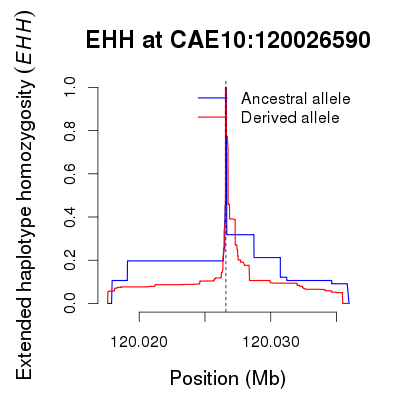 EHH at CAE10:120026590
Extended haplotype homozygosity (EHH)
1.0
0.8
0.6
0.4
0.2
0.0
Ancestral allele
Derived allele
120.020
120.030
Position (Mb)